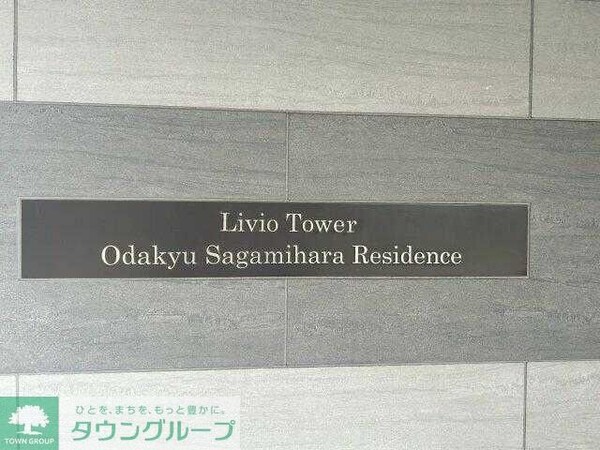 Livio Tower
Odakyu Sagamihara Residence
ひとを、まちを、もっと豊かに。
タウングループ
TOWN GROUP